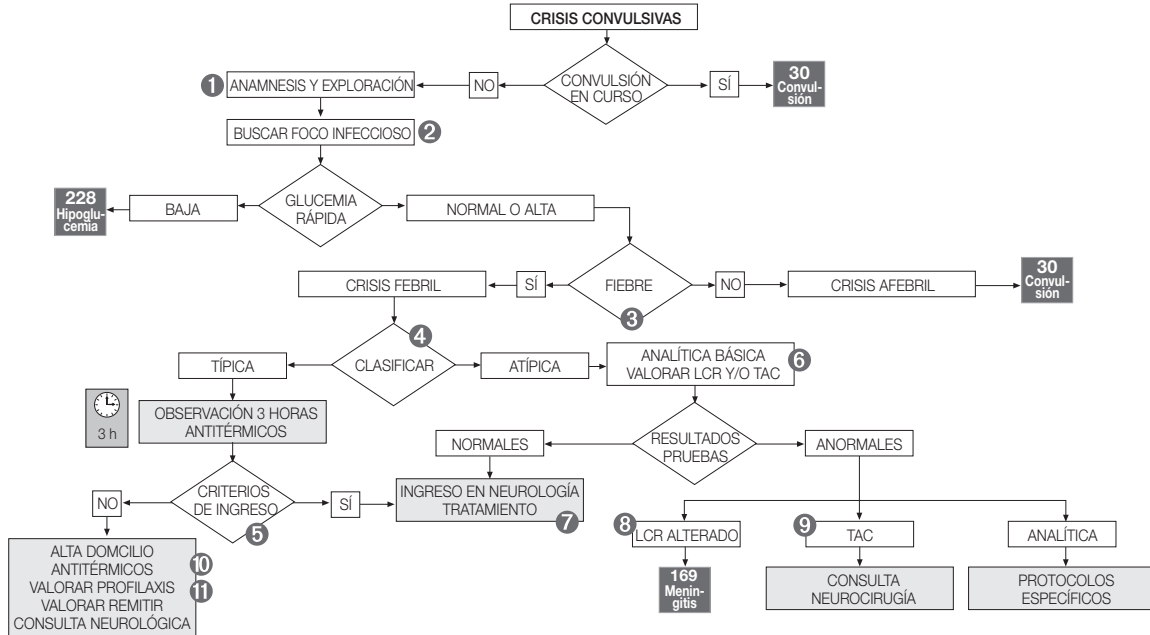 CRISIS CONVULSIVAS
CONVULSIÓN
EN CURSO
NO
SÍ
30
Convul-
sión
1
ANAMNESIS Y EXPLORACIÓN
BUSCAR FOCO INFECCIOSO
2
GLUCEMIA
RÁPIDA
BAJA
228
Hipoglu-
cemia
NORMAL O ALTA
FIEBRE
3
SÍ
NO
CRISIS FEBRIL
CRISIS AFEBRIL
30
Convul-
sión
4
CLASIFICAR
TÍPICA
ATÍPICA
ANALÍTICA BÁSICA
VALORAR LCR Y/O TAC
6
3 h
OBSERVACIÓN 3 HORAS
ANTITÉRMICOS
RESULTADOS
PRUEBAS
NORMALES
ANORMALES
CRITERIOS
DE INGRESO
5
NO
SÍ
INGRESO EN NEUROLOGÍA
TRATAMIENTO
7
8
LCR ALTERADO
9
TAC
ANALÍTICA
ALTA DOMCILIO
ANTITÉRMICOS
10
VALORAR PROFILAXIS
11
VALORAR REMITIR
CONSULTA NEUROLÓGICA
169
Menin-
gitis
CONSULTA
NEUROCIRUGÍA
PROTOCOLOS
ESPECÍFICOS